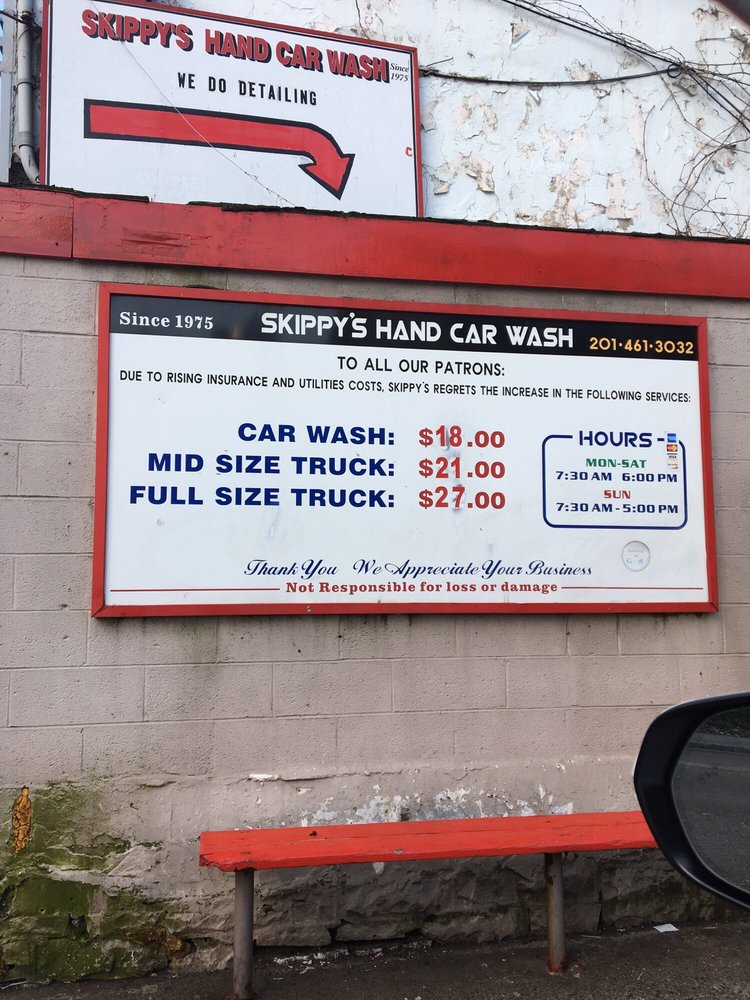 SKIPPY'S HAND CAR WASH
Since 1975
WE DO DETAILING
Since 1975 SKIPPY'S HAND CAR WASH 201·461·3032
TO ALL OUR PATRONS:
DUE TO RISING INSURANCE AND UTILITIES COSTS, SKIPPY'S REGRETS THE INCREASE IN THE FOLLOWING SERVICES:
CAR WASH: $18.00
MID SIZE TRUCK: $21.00
FULL SIZE TRUCK: $27.00
HOURS -
MON-SAT
7:30 AM 6:00 PM
SUN
7:30 AM - 5:00 PM
Thank You We Appreciate Your Business
Not Responsible for loss or damage